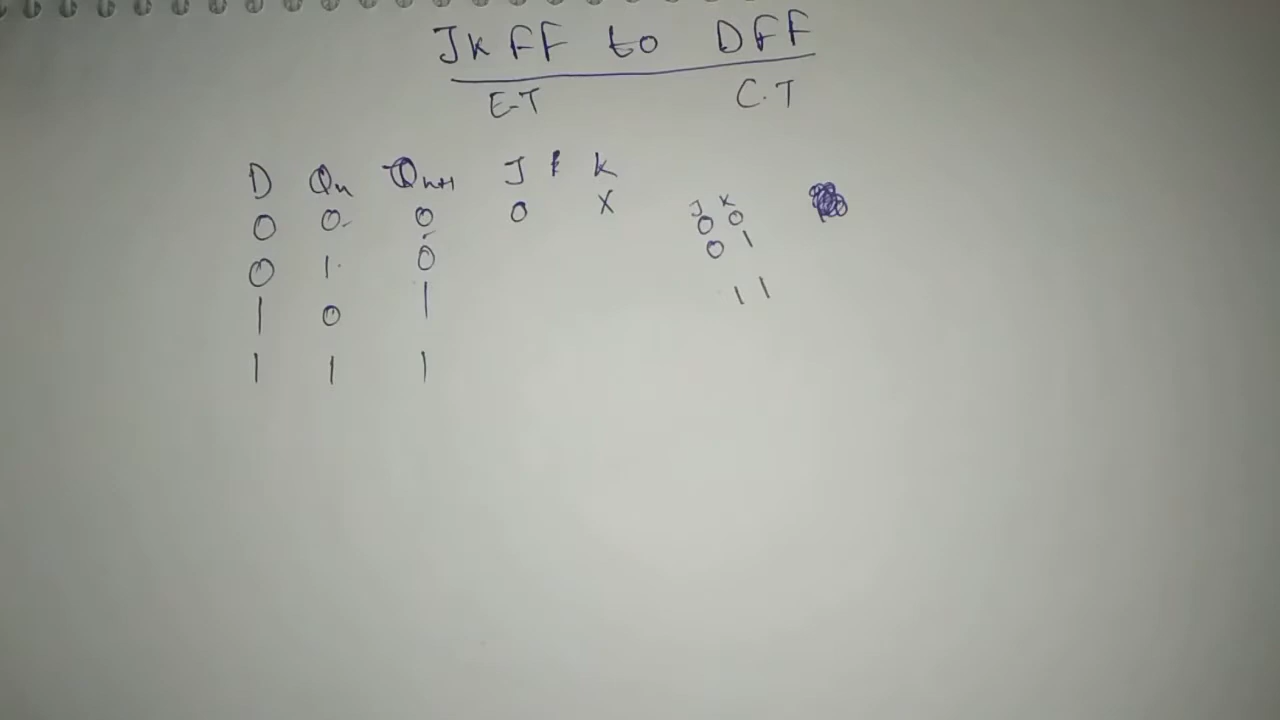 JK FF to DFF
E-T C.T
D Qn Qn+1 J K
0 0 0 0 X
0 1 0
1 0 1
1 1 1
J K
0 0
0 1
1 1